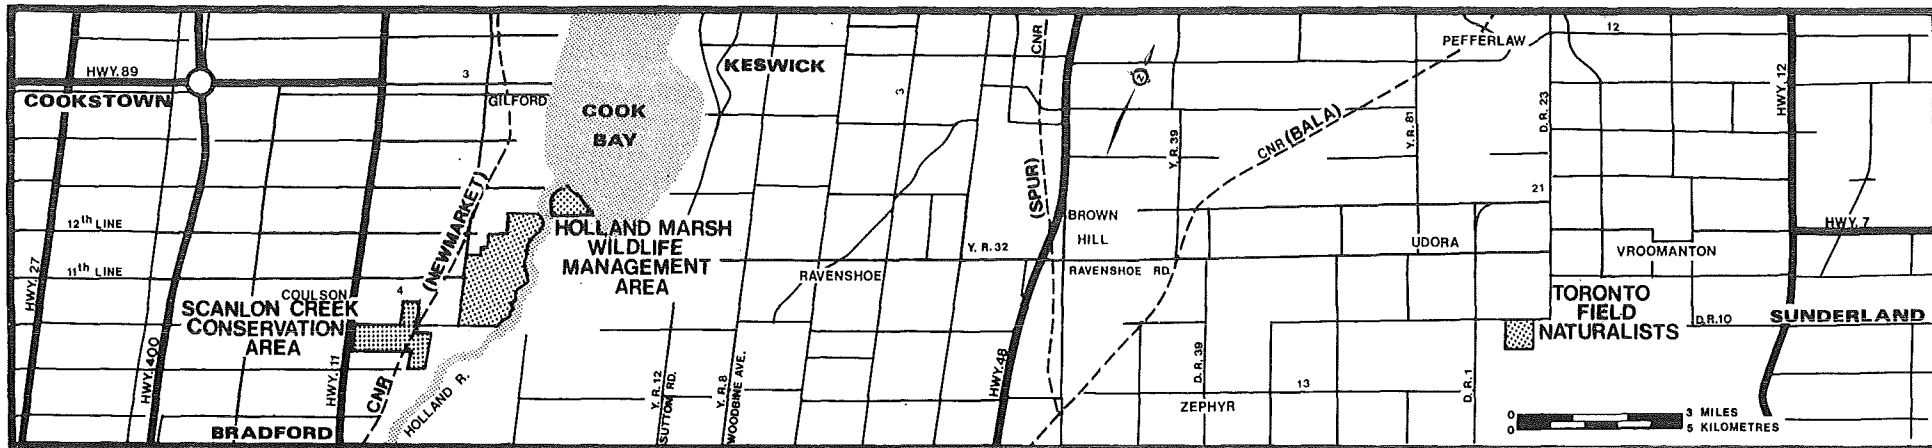 HWY. 89
COOKSTOWN
3
GILFORD
COOK
BAY
KESWICK
3
CNR
PEFFERLAW
12
HWY. 12
D.R. 23
Y.R. 81
Y.R. 39
CNR (BALA)
N
(SPUR)
(NEWMARKET)
12th LINE
11th LINE
HWY. 27
HOLLAND MARSH
WILDLIFE
MANAGEMENT
AREA
RAVENSHOE
Y.R. 32
BROWN
HILL
RAVENSHOE RD.
UDORA
21
VROOMANTON
HWY. 7
COULSON
4
SCANLON CREEK
CONSERVATION
AREA
TORONTO
FIELD
NATURALISTS
D.R. 10
SUNDERLAND
HWY. 400
HWY. 11
CNR
HOLLAND R.
Y.R. 12
SUTTON RD.
Y.R. 8
WOODBINE AVE.
HWY. 48
D.R. 39
13
D.R. 1
ZEPHYR
BRADFORD
0 3 MILES
0 5 KILOMETRES